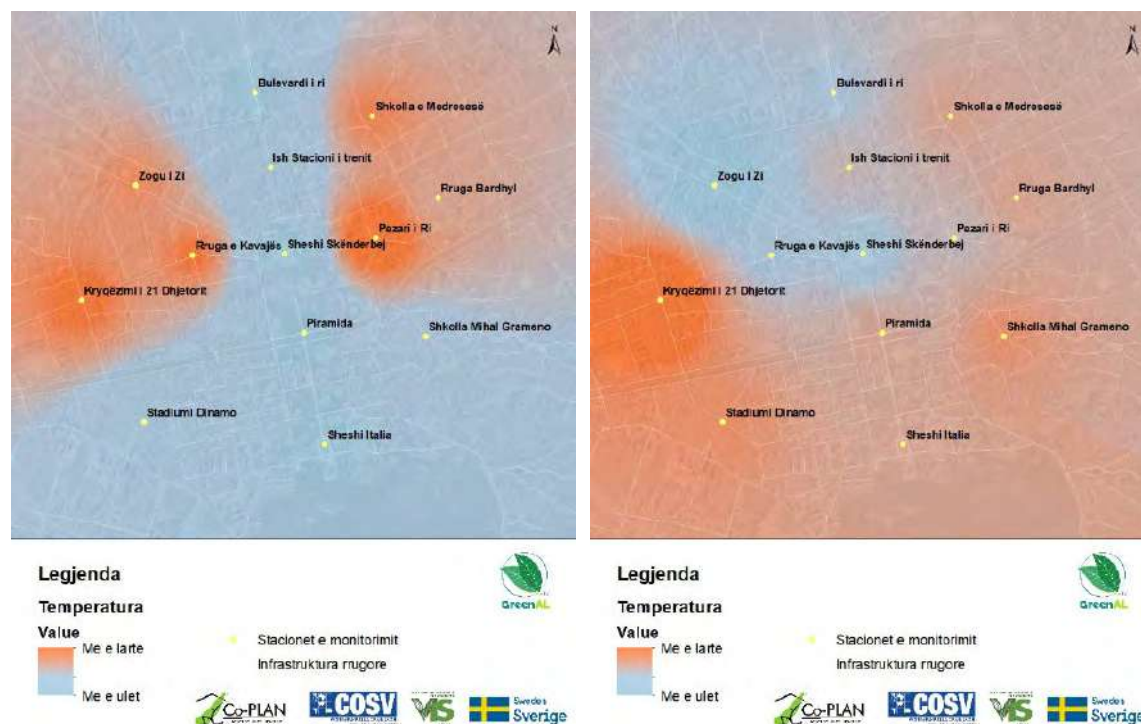 N
Bulevardi i ri
Shkolla e Medresesë
Ish Stacioni i trenit
Zogu i Zi
Rruga Bardhyl
Pazari i Ri
Rruga e Kavajës
Sheshi Skënderbej
Kryqëzimi i 21 Dhjetorit
Piramida
Shkolla Mihal Grameno
Stadiumi Dinamo
Sheshi Italia
Legjenda
Temperatura
Value
Me e larte
Me e ulet
Stacionet e monitorimit
Infrastruktura rrugore
GreenAL
Co-PLAN
COSV
VIS
Sweden
Sverige
N
Bulevardi i ri
Shkolla e Medresesë
Ish Stacioni i trenit
Zogu i Zi
Rruga Bardhyl
Pazari i Ri
Rruga e Kavajës
Sheshi Skënderbej
Kryqëzimi i 21 Dhjetorit
Piramida
Shkolla Mihal Grameno
Stadiumi Dinamo
Sheshi Italia
Legjenda
Temperatura
Value
Me e larte
Me e ulet
Stacionet e monitorimit
Infrastruktura rrugore
GreenAL
Co-PLAN
COSV
VIS
Sweden
Sverige